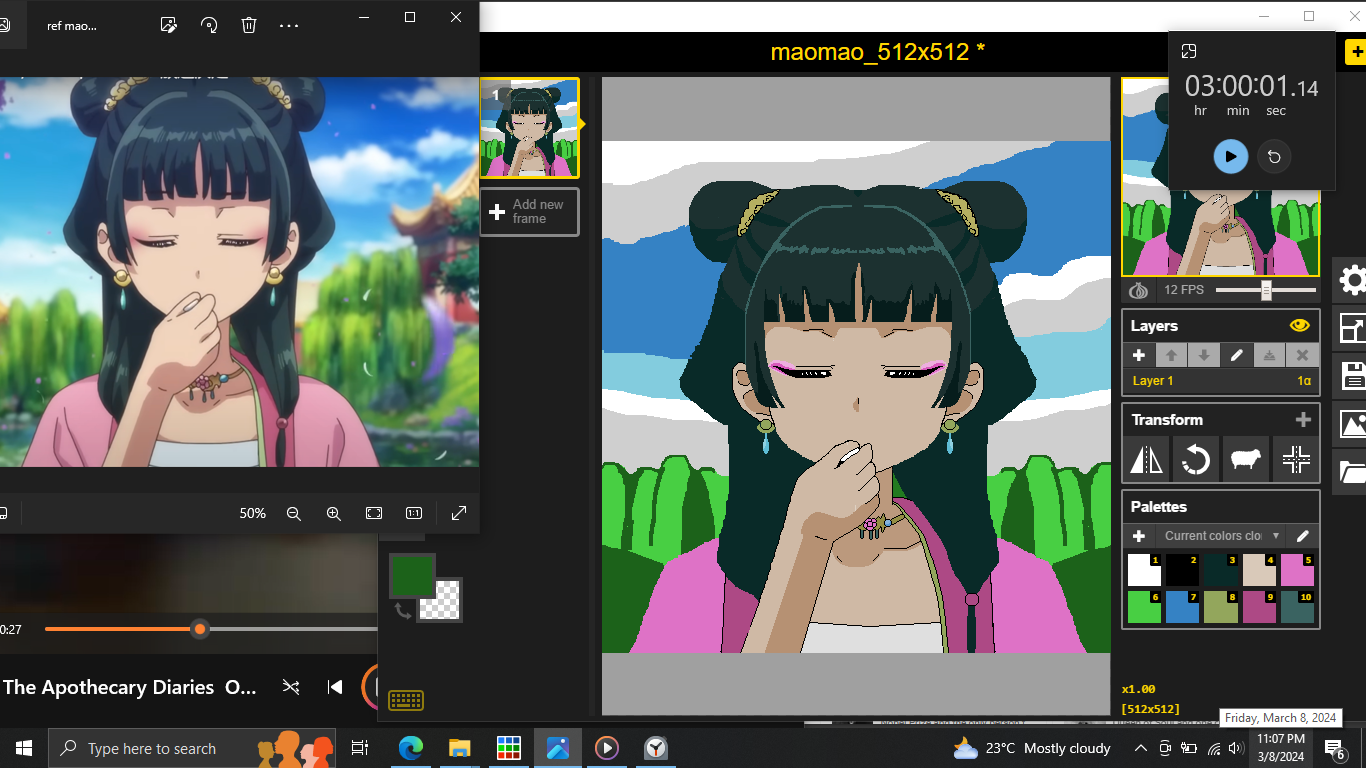 ref mao...
50%
1:1
0:27
The Apothecary Diaries O...
Type here to search
maomao_512x512 *
1
Add new
frame
03:00:01.14
hr min sec
12 FPS
Layers
Layer 1 1α
Transform
Palettes
Current colors clo
1 2 3 4 5
6 7 8 9 10
x1.00
[512x512]
Friday, March 8, 2024
23°C Mostly cloudy
11:07 PM
3/8/2024
6